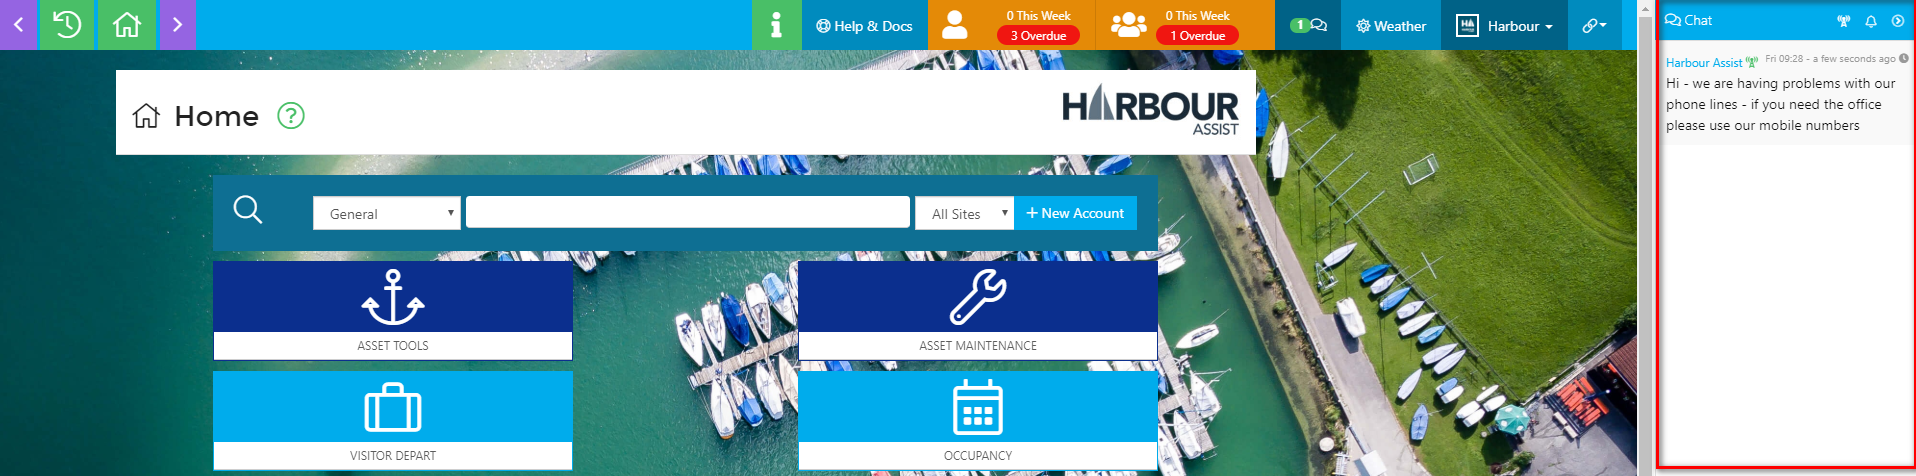 Help & Docs
0 This Week
3 Overdue
0 This Week
1 Overdue
1
Weather
Harbour
Chat
Harbour Assist
Fri 09:28 - a few seconds ago
Hi - we are having problems with our
phone lines - if you need the office
please use our mobile numbers
Home
HARBOUR
ASSIST
General
All Sites
+ New Account
ASSET TOOLS
ASSET MAINTENANCE
VISITOR DEPART
OCCUPANCY